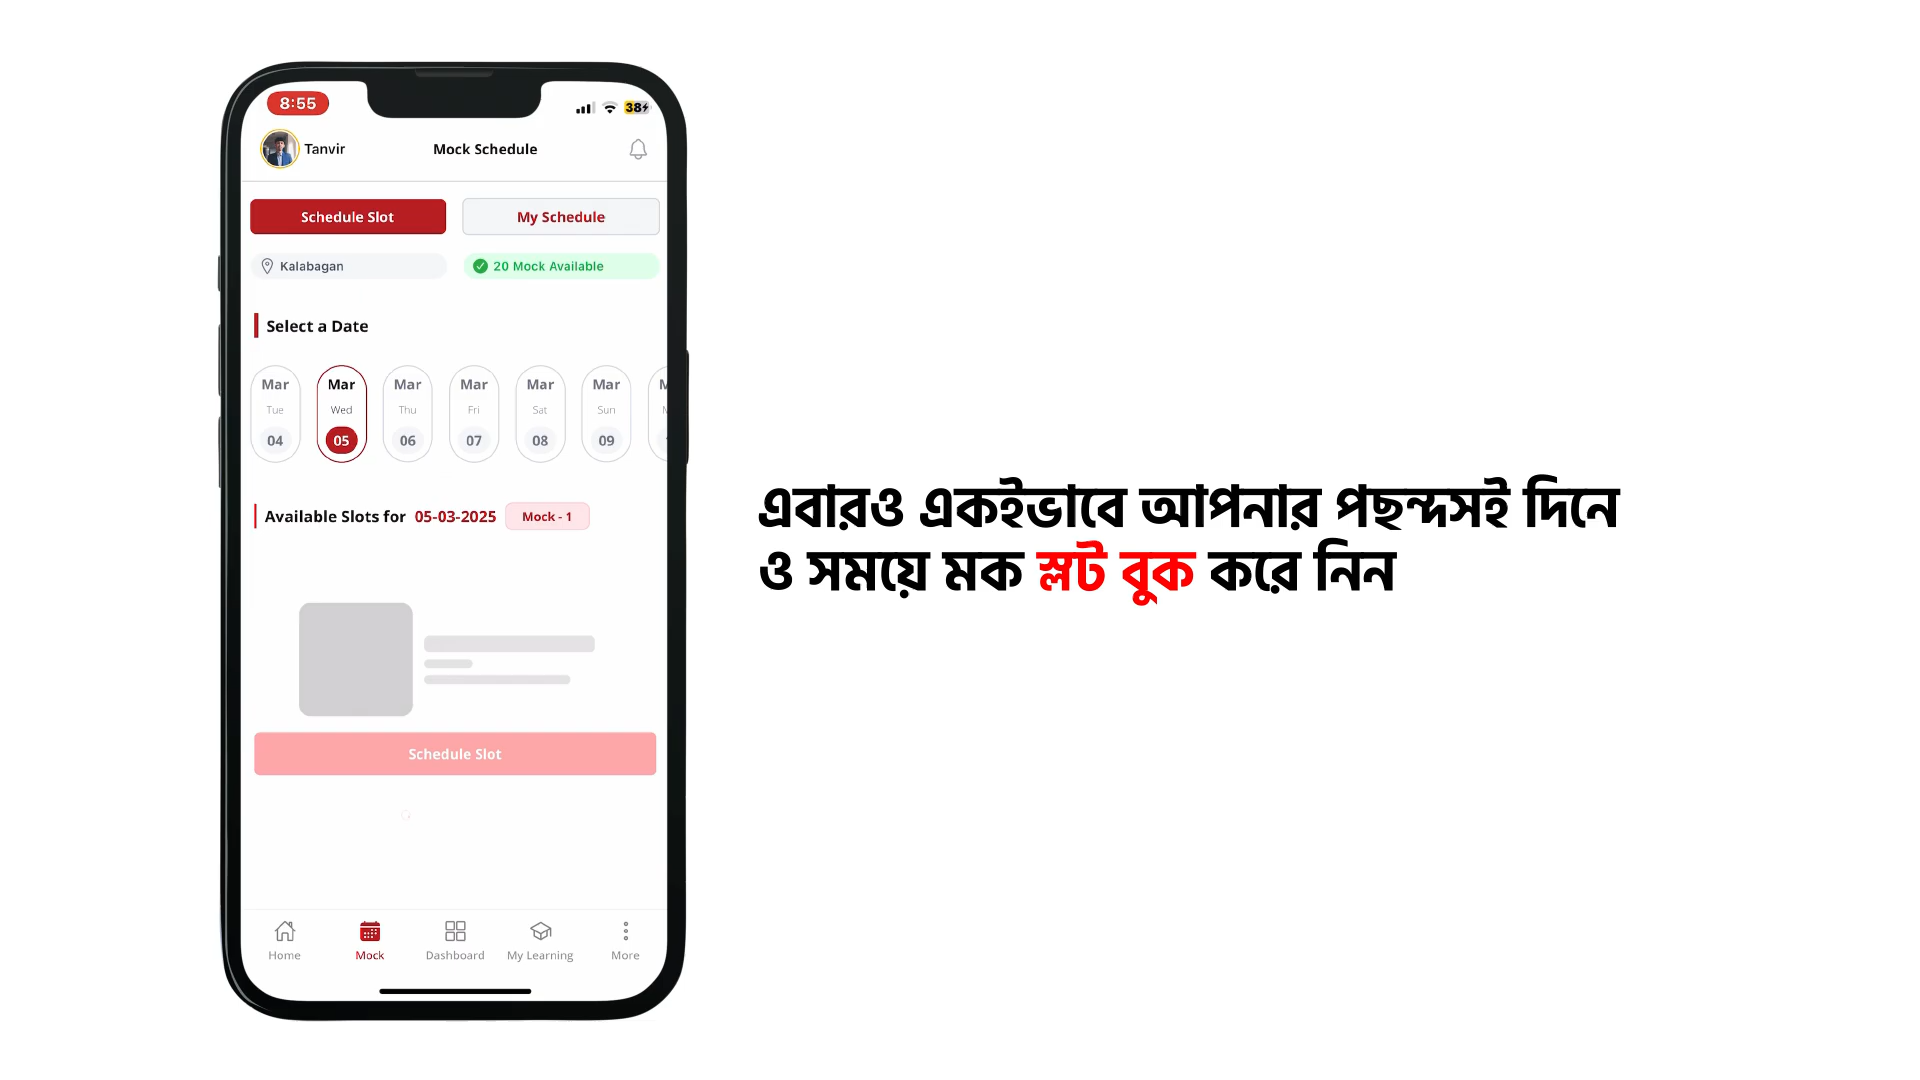 8:55
38
Tanvir
Mock Schedule
Schedule Slot
My Schedule
Kalabagan
20 Mock Available
Select a Date
Mar Mar Mar Mar Mar Mar
Tue Wed Thu Fri Sat Sun
04 05 06 07 08 09
Available Slots for 05-03-2025 Mock - 1
Schedule Slot
Home Mock Dashboard My Learning More
এবারও একইভাবে আপনার পছন্দসই দিনে
ও সময়ে মক স্লট বুক করে নিন